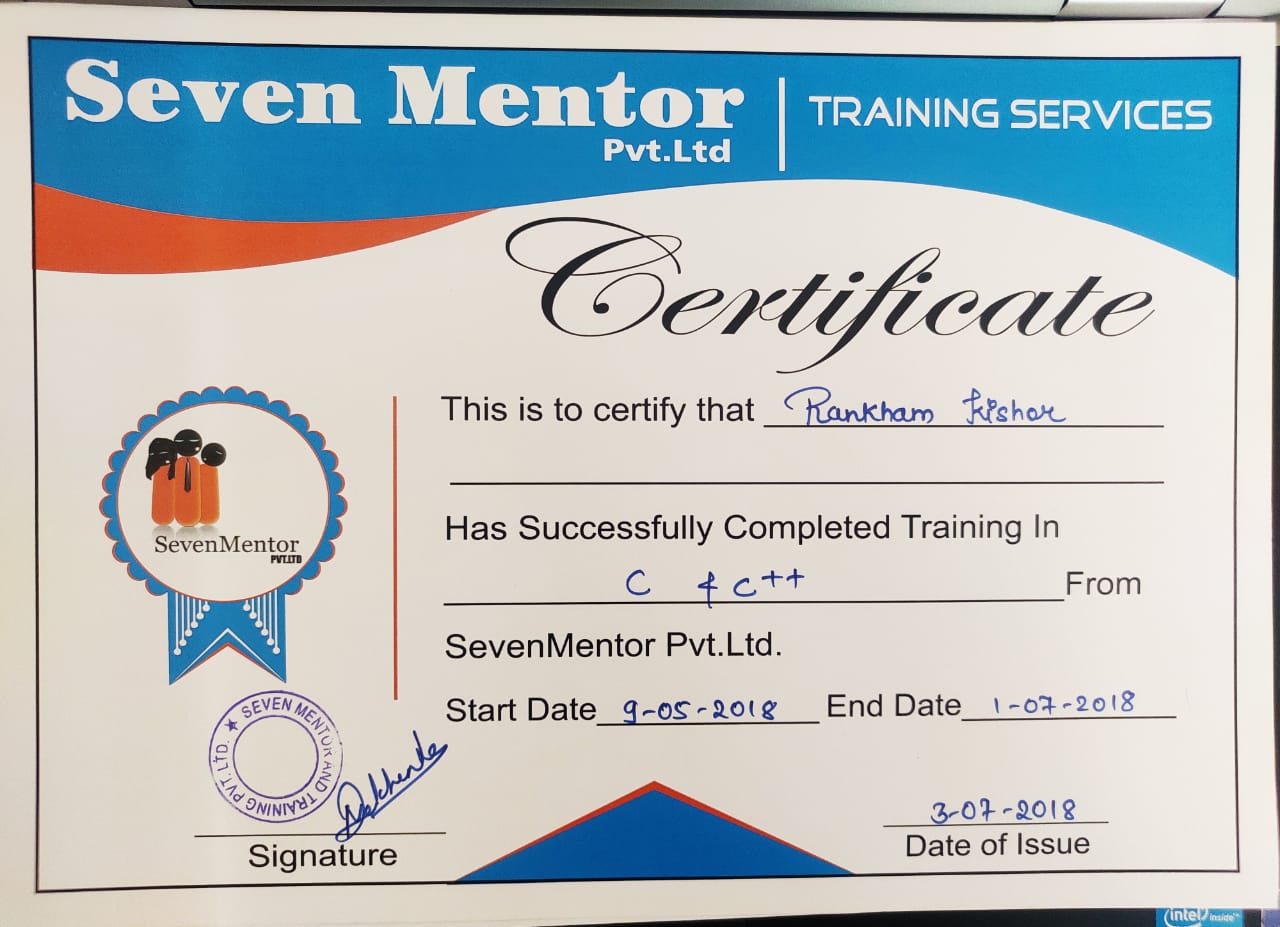 Seven Mentor
Pvt.Ltd
TRAINING SERVICES
Certificate
This is to certify that Rankham Kishor
Has Successfully Completed Training In
C & C++ From
SevenMentor Pvt.Ltd.
Start Date 9-05-2018 End Date 1-07-2018
SevenMentor
PVT.LTD
★ SEVEN MENTOR AND TRAINING PVT. LTD.
Signature
3-07-2018
Date of Issue
intel inside™